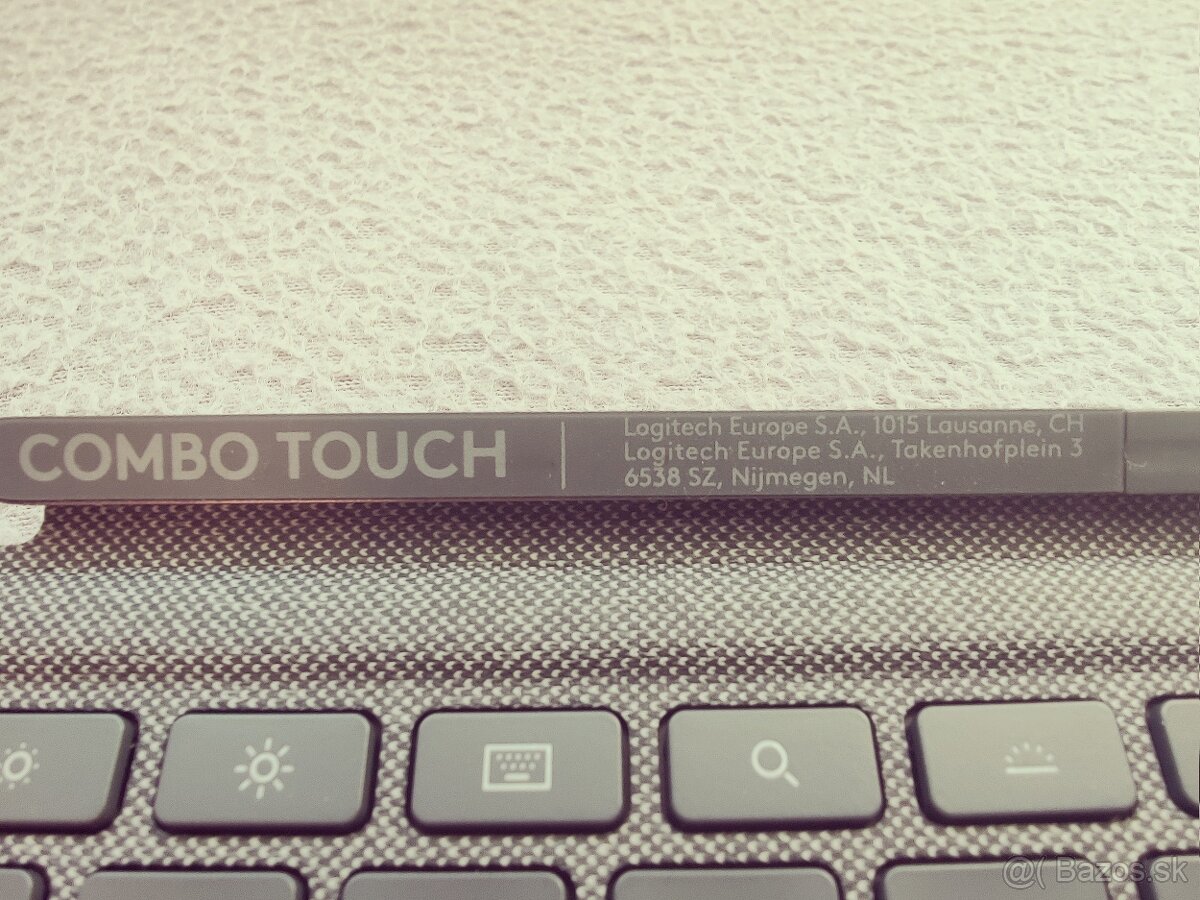 COMBO TOUCH
Logitech Europe S.A., 1015 Lausanne, CH
Logitech Europe S.A., Takenhofplein 3
6538 SZ, Nijmegen, NL
@( Bazos.sk